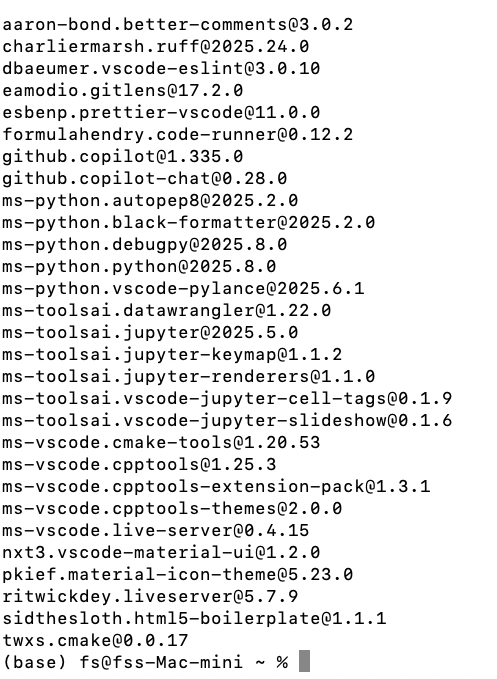 aaron-bond.better-comments@3.0.2
charliermarsh.ruff@2025.24.0
dbaeumer.vscode-eslint@3.0.10
eamodio.gitlens@17.2.0
esbenp.prettier-vscode@11.0.0
formulahendry.code-runner@0.12.2
github.copilot@1.335.0
github.copilot-chat@0.28.0
ms-python.autopep8@2025.2.0
ms-python.black-formatter@2025.2.0
ms-python.debugpy@2025.8.0
ms-python.python@2025.8.0
ms-python.vscode-pylance@2025.6.1
ms-toolsai.datawrangler@1.22.0
ms-toolsai.jupyter@2025.5.0
ms-toolsai.jupyter-keymap@1.1.2
ms-toolsai.jupyter-renderers@1.1.0
ms-toolsai.vscode-jupyter-cell-tags@0.1.9
ms-toolsai.vscode-jupyter-slideshow@0.1.6
ms-vscode.cmake-tools@1.20.53
ms-vscode.cpptools@1.25.3
ms-vscode.cpptools-extension-pack@1.3.1
ms-vscode.cpptools-themes@2.0.0
ms-vscode.live-server@0.4.15
nxt3.vscode-material-ui@1.2.0
pkief.material-icon-theme@5.23.0
ritwickdey.liveserver@5.7.9
sidthesloth.html5-boilerplate@1.1.1
twxs.cmake@0.0.17
(base) fs@fss-Mac-mini ~ %